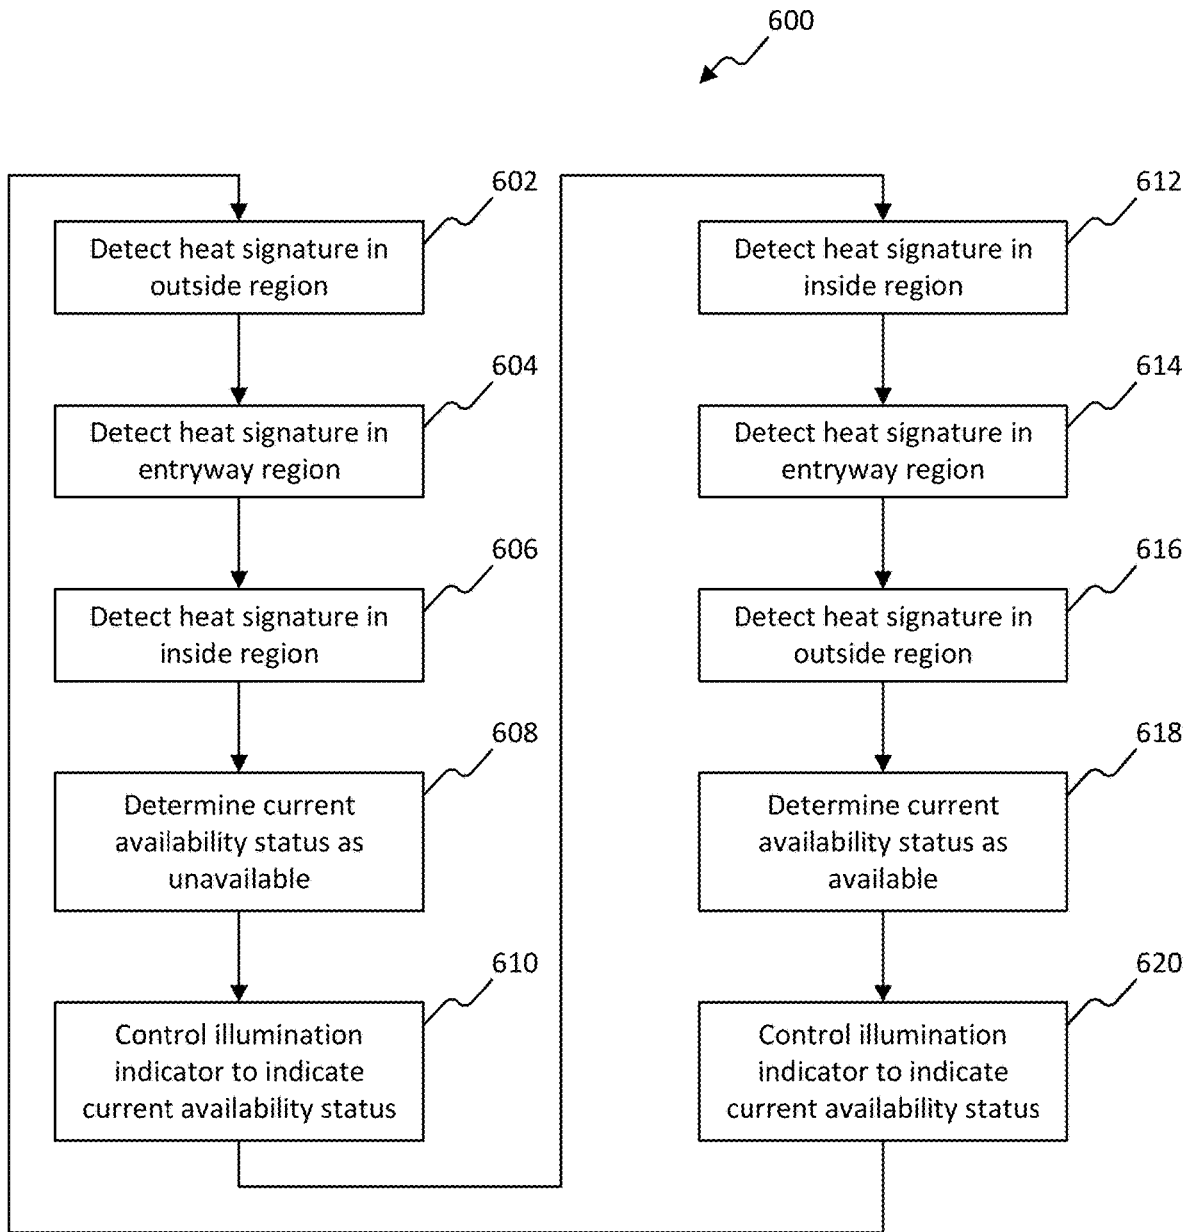 600
602
Detect heat signature in
outside region
604
Detect heat signature in
entryway region
606
Detect heat signature in
inside region
608
Determine current
availability status as
unavailable
610
Control illumination
indicator to indicate
current availability status
612
Detect heat signature in
inside region
614
Detect heat signature in
entryway region
616
Detect heat signature in
outside region
618
Determine current
availability status as
available
620
Control illumination
indicator to indicate
current availability status